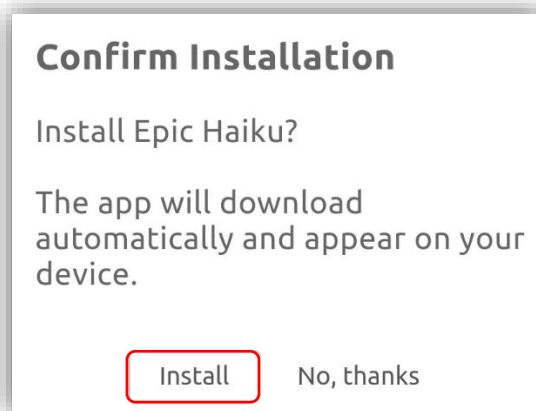 Confirm Installation
Install Epic Haiku?
The app will download
automatically and appear on your
device.
Install No, thanks